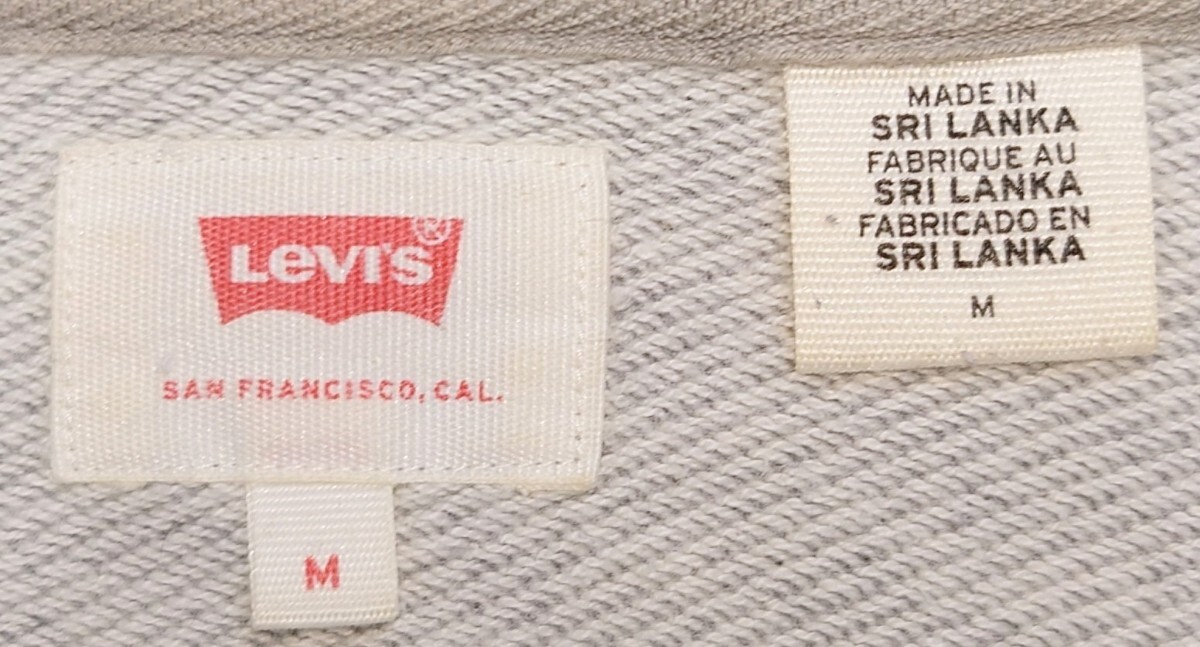 LEVI'S®
SAN FRANCISCO, CAL.
M
MADE IN
SRI LANKA
FABRIQUE AU
SRI LANKA
FABRICADO EN
SRI LANKA
M